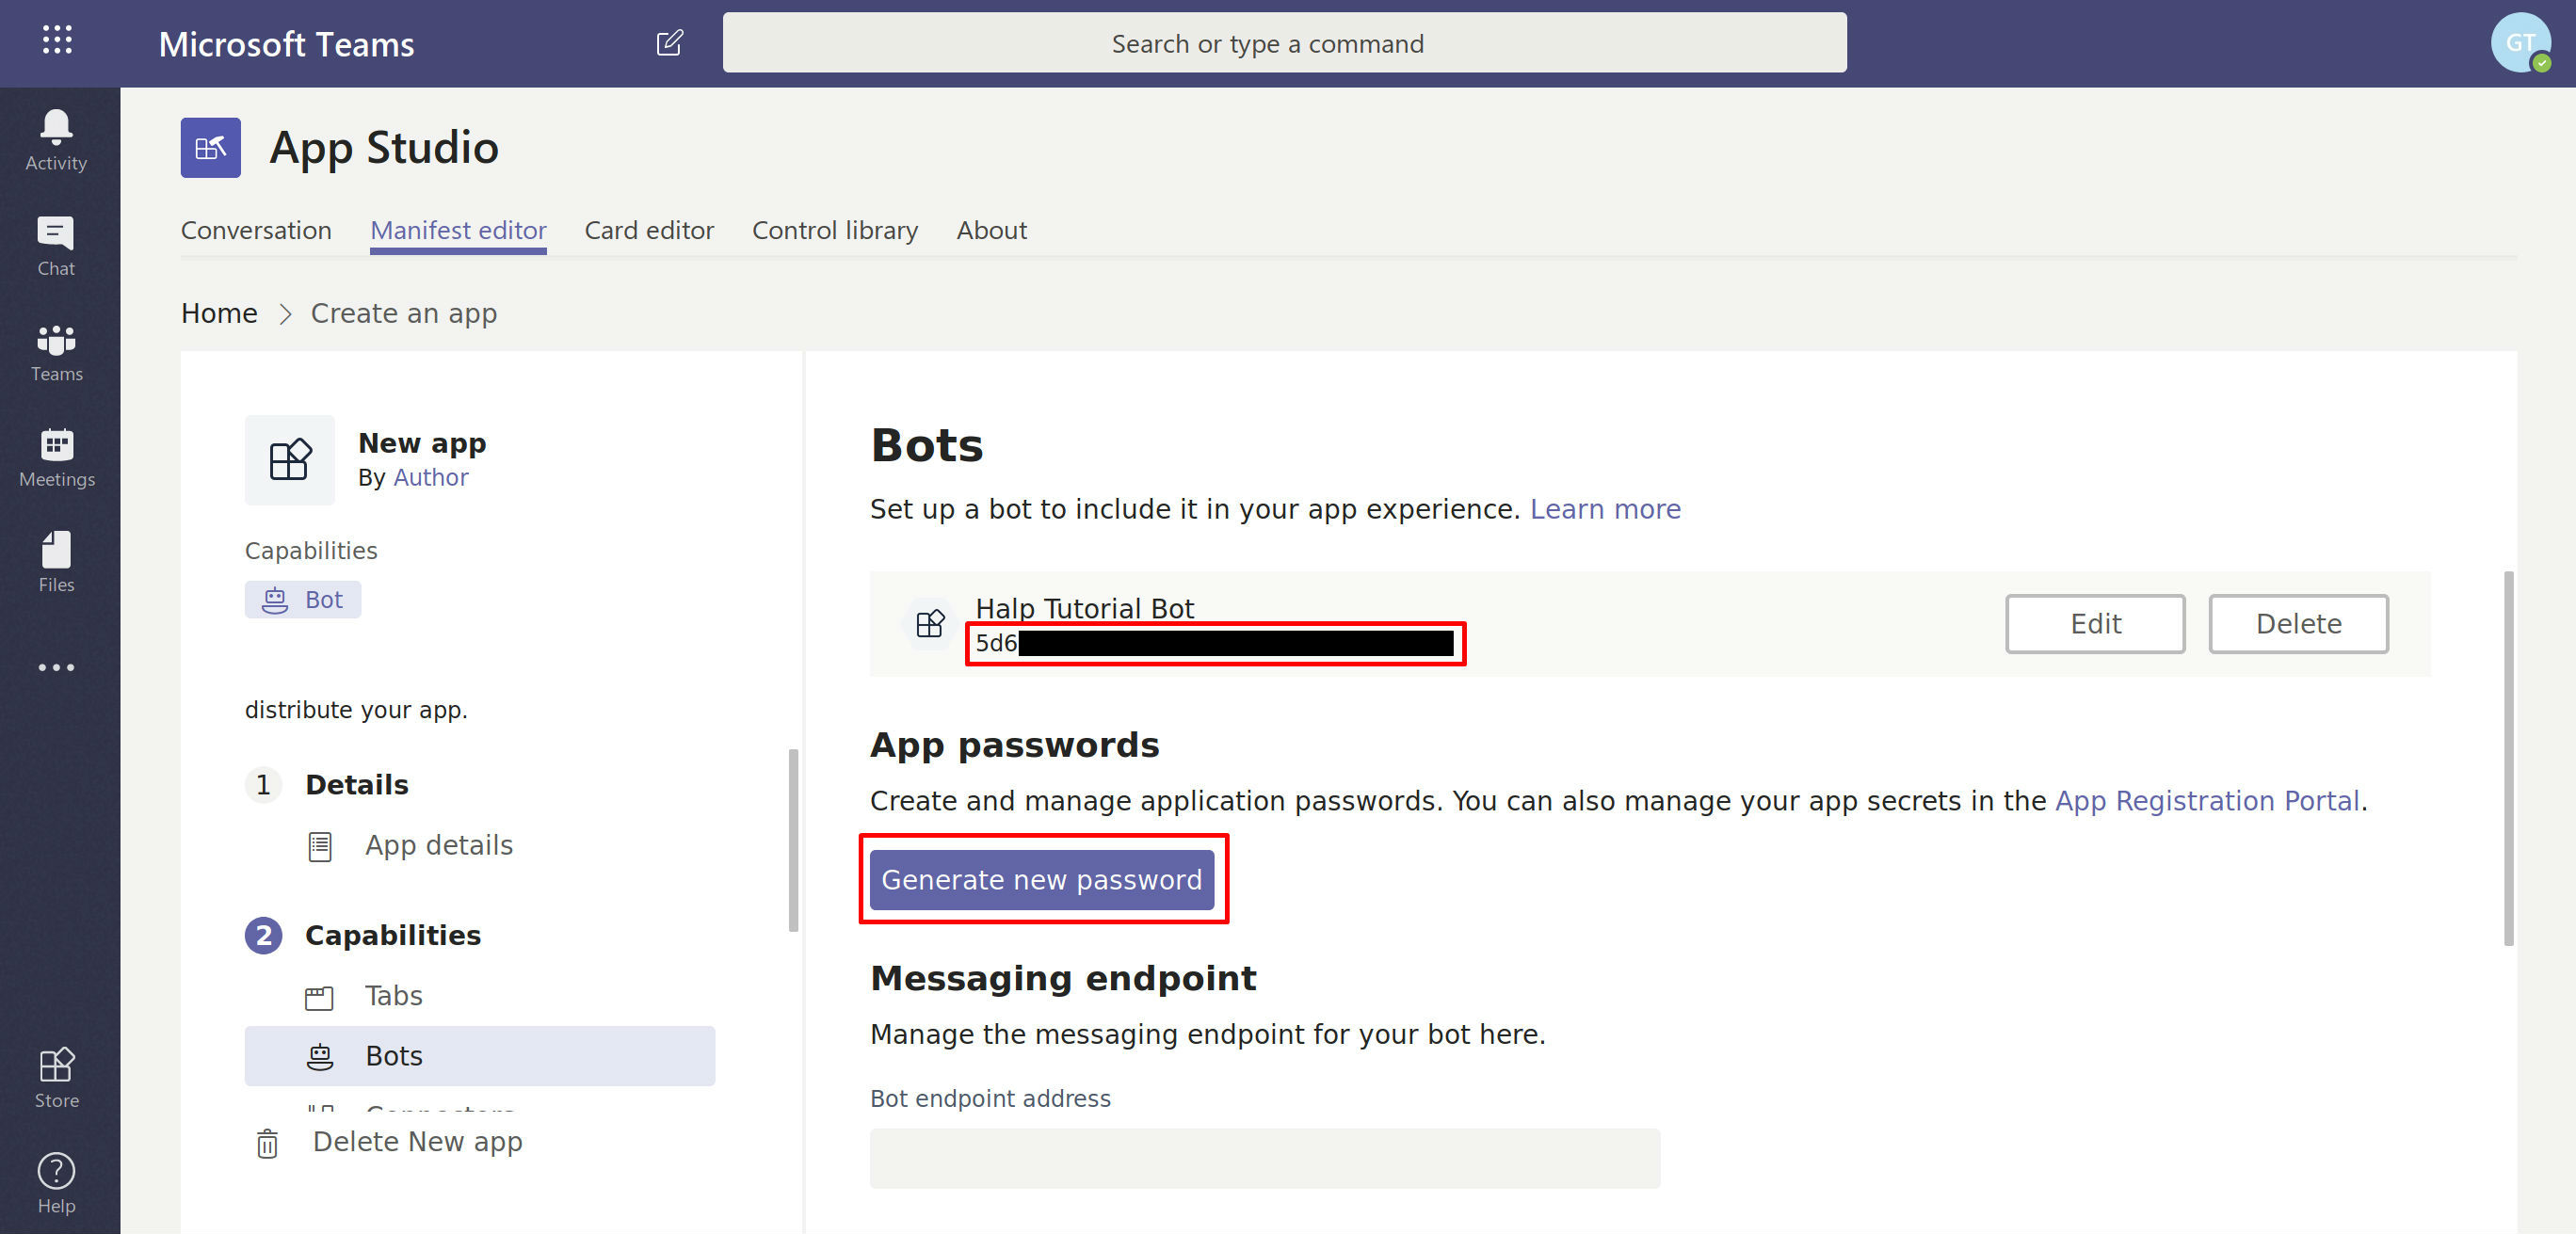 Microsoft Teams
Search or type a command
GT
Activity
Chat
Teams
Meetings
Files
Store
Help
App Studio
Conversation Manifest editor Card editor Control library About
Home > Create an app
New app
By Author
Capabilities
Bot
distribute your app.
1 Details
App details
2 Capabilities
Tabs
Bots
Connectors
Delete New app
Bots
Set up a bot to include it in your app experience. Learn more
Halp Tutorial Bot
5d6
Edit Delete
App passwords
Create and manage application passwords. You can also manage your app secrets in the App Registration Portal.
Generate new password
Messaging endpoint
Manage the messaging endpoint for your bot here.
Bot endpoint address